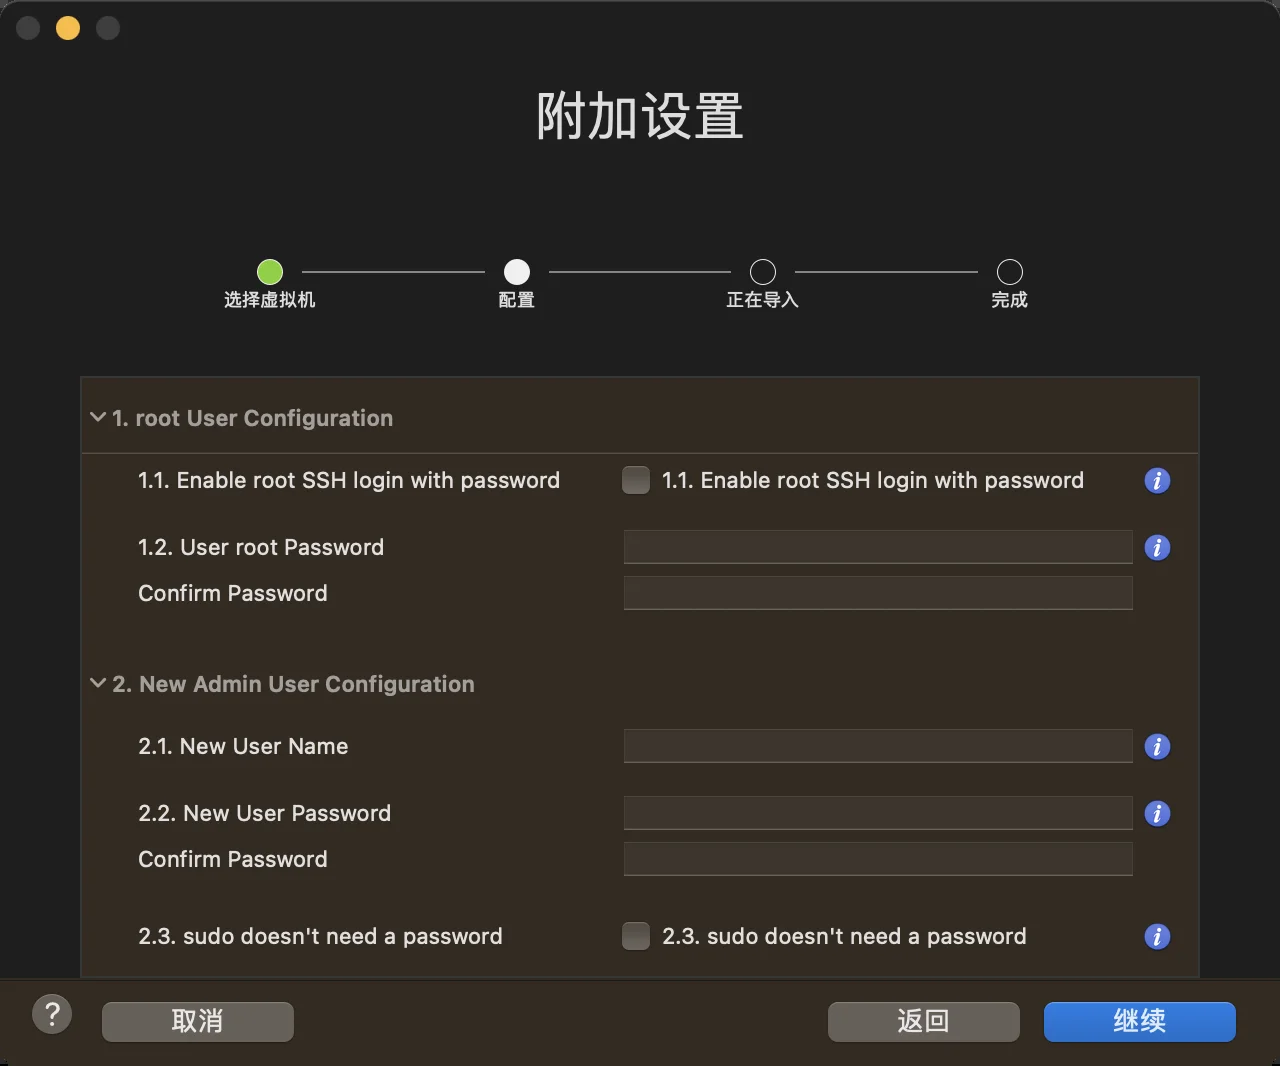 附加设置
选择虚拟机
配置
正在导入
完成
1. root User Configuration
1.1. Enable root SSH login with password
1.1. Enable root SSH login with password
i
1.2. User root Password
i
Confirm Password
2. New Admin User Configuration
2.1. New User Name
i
2.2. New User Password
i
Confirm Password
2.3. sudo doesn't need a password
2.3. sudo doesn't need a password
i
?
取消
返回
继续